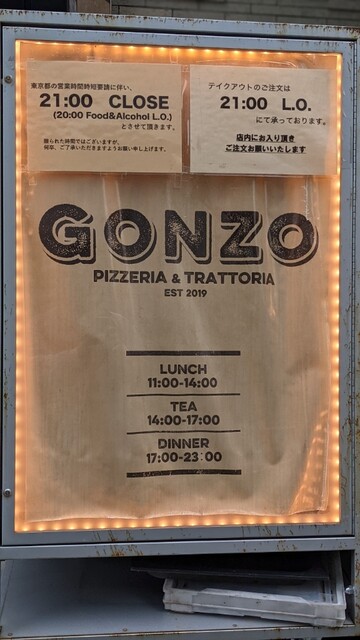 東京都の営業時間時短要請に伴い、
21:00 CLOSE
(20:00 Food&Alcohol L.O.)
とさせて頂きます。
限られた時間ではございますが、
何卒、ご了承いただきますようお願い申し上げます。
テイクアウトのご注文は
21:00 L.O.
にて承っております。
店内にお入り頂き
ご注文お願いいたします
GONZO
PIZZERIA & TRATTORIA
EST 2019
LUNCH
11:00-14:00
TEA
14:00-17:00
DINNER
17:00-23:00